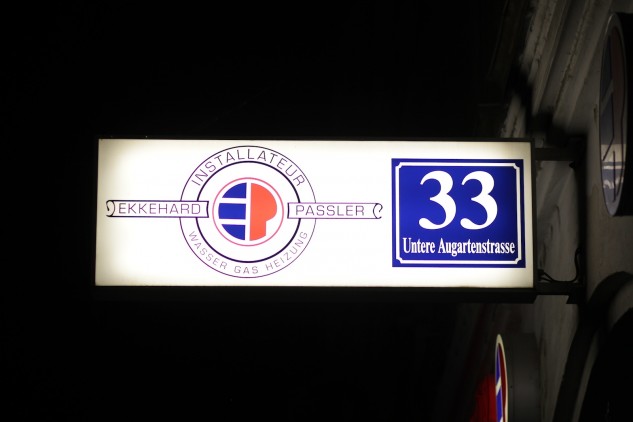 INSTALLATEUR
EKKEHARD PASSLER
WASSER GAS HEIZUNG
33
Untere Augartenstrasse